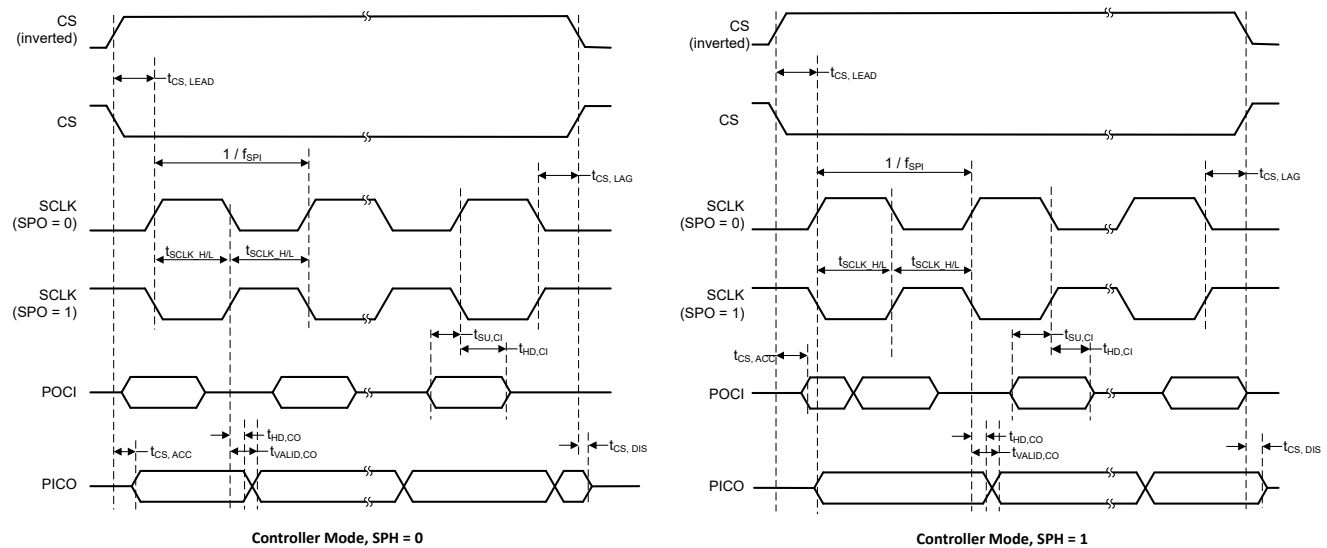 CS
(inverted)
tCS, LEAD
CS
1 / fSPI
tCS, LAG
SCLK
(SPO = 0)
tSCLK_H/L tSCLK_H/L
SCLK
(SPO = 1)
tSU,CI
tHD,CI
POCI
tHD,CO
tVALID,CO
tCS, ACC
tCS, DIS
PICO
Controller Mode, SPH = 0
CS
(inverted)
tCS, LEAD
CS
1 / fSPI
tCS, LAG
SCLK
(SPO = 0)
tSCLK_H/L tSCLK_H/L
SCLK
(SPO = 1)
tSU,CI
tHD,CI
tCS, ACC
POCI
tHD,CO
tVALID,CO
tCS, DIS
PICO
Controller Mode, SPH = 1